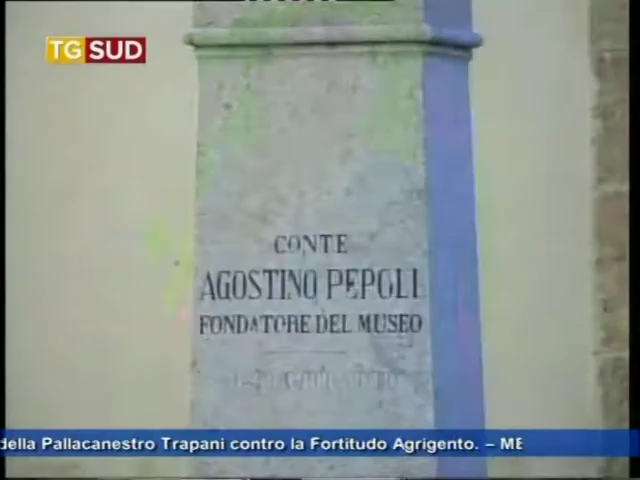 TG SUD
CONTE
AGOSTINO PEPOLI
FONDATORE DEL MUSEO
della Pallacanestro Trapani contro la Fortitudo Agrigento. – ME